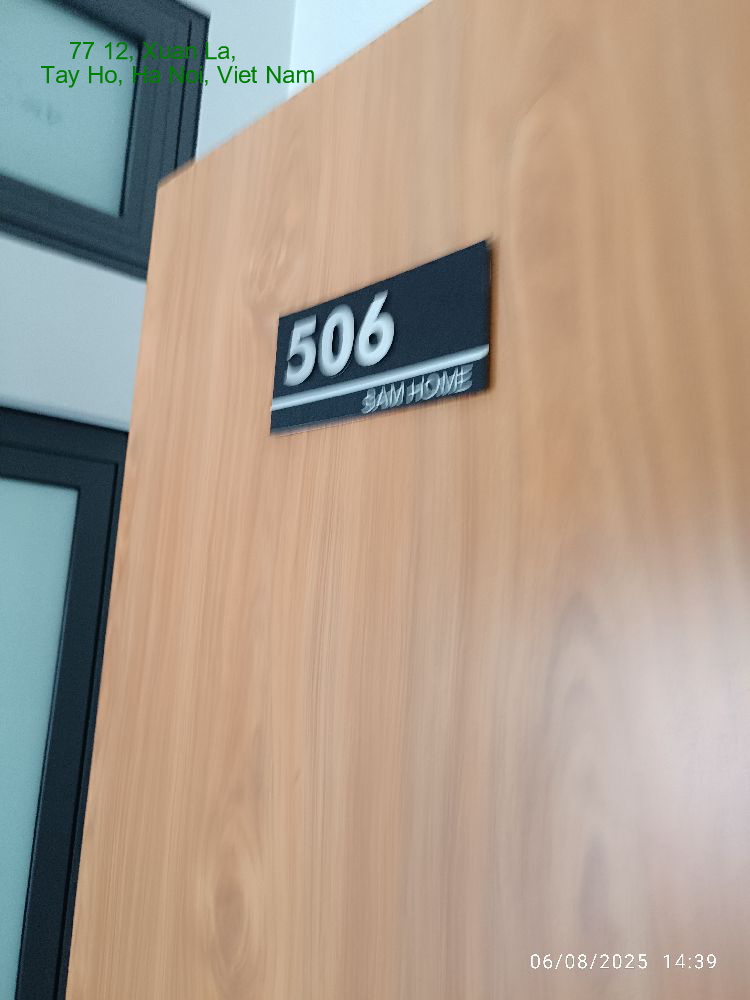 77 12, Xuan La,
Tay Ho, Ha Noi, Viet Nam
506
SAM HOME
06/08/2025 14:39